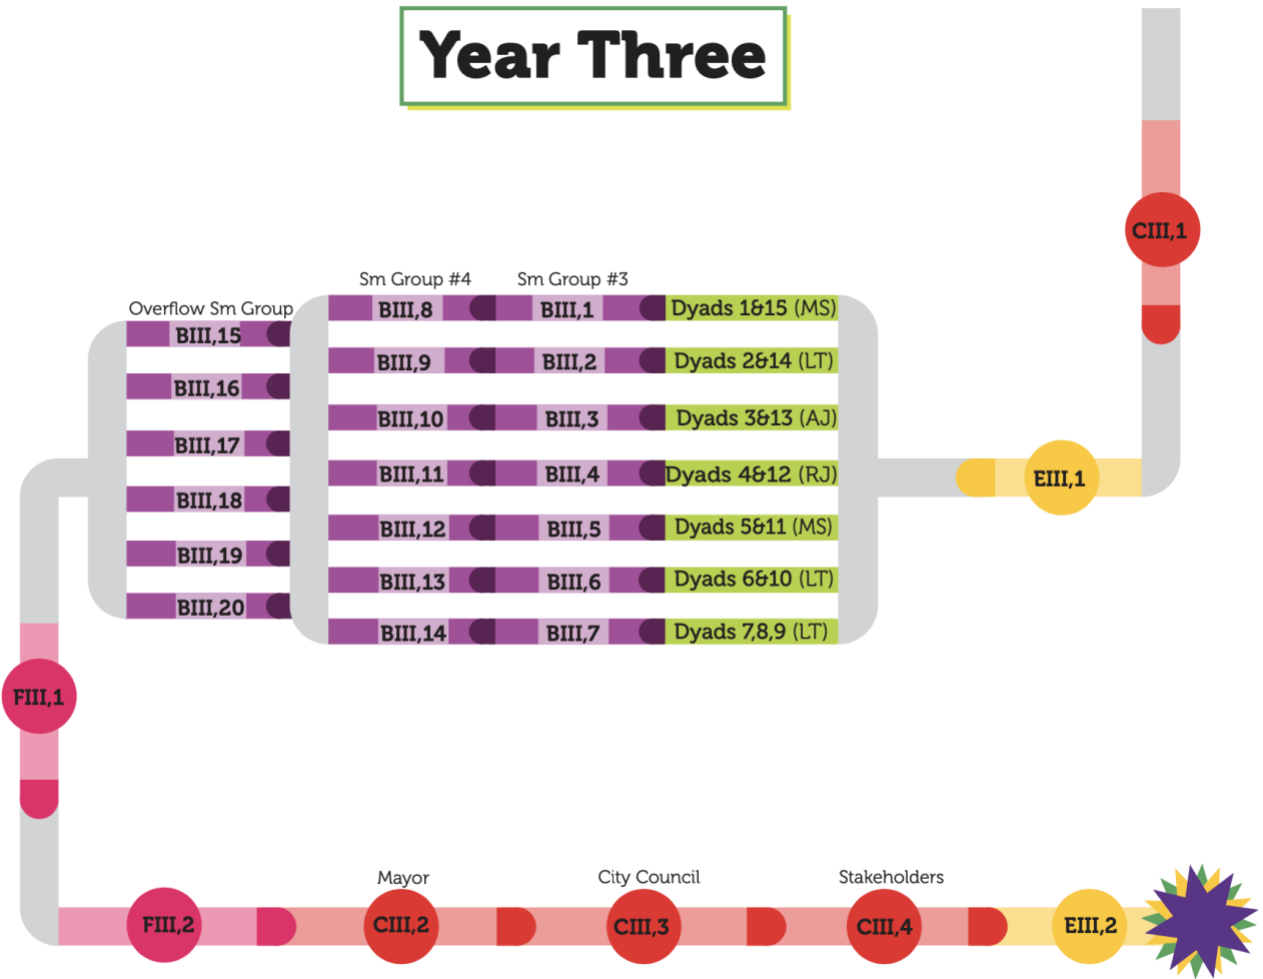 Year Three
CIII,1
Sm Group #4 Sm Group #3
Overflow Sm Group
BIII,8 BIII,1 Dyads 1&15 (MS)
BIII,15
BIII,9 BIII,2 Dyads 2&14 (LT)
BIII,16
BIII,10 BIII,3 Dyads 3&13 (AJ)
BIII,17
BIII,11 BIII,4 Dyads 4&12 (RJ)
EIII,1
BIII,18
BIII,12 BIII,5 Dyads 5&11 (MS)
BIII,19
BIII,13 BIII,6 Dyads 6&10 (LT)
BIII,20
BIII,14 BIII,7 Dyads 7,8,9 (LT)
FIII,1
Mayor City Council Stakeholders
FIII,2 CIII,2 CIII,3 CIII,4 EIII,2